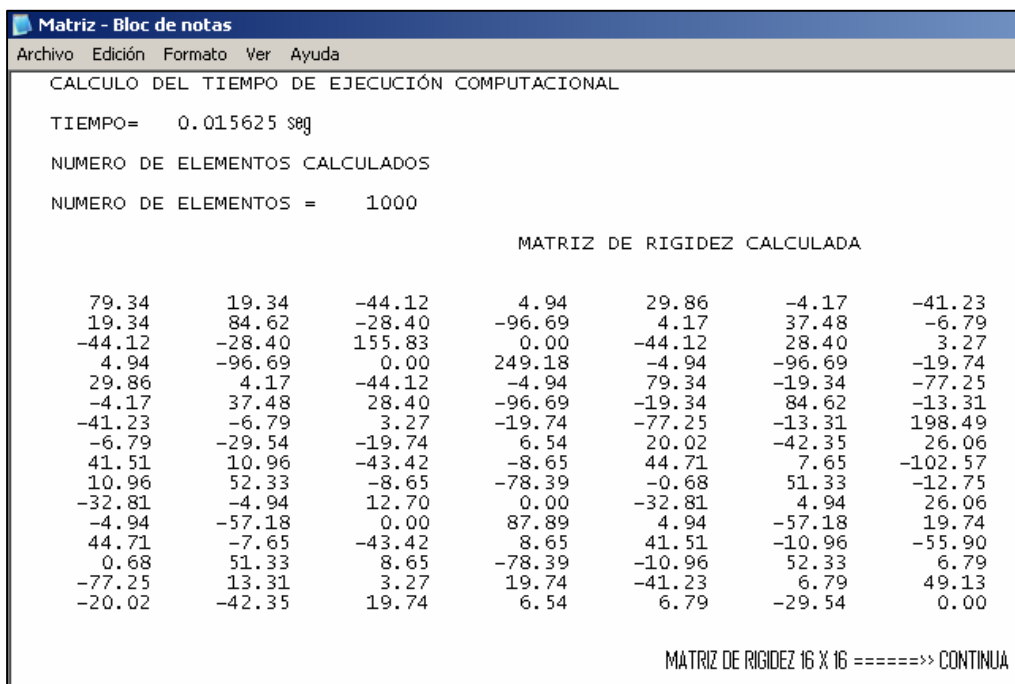 Matriz - Bloc de notas
Archivo Edición Formato Ver Ayuda
CALCULO DEL TIEMPO DE EJECUCIÓN COMPUTACIONAL
TIEMPO= 0.015625 seg
NUMERO DE ELEMENTOS CALCULADOS
NUMERO DE ELEMENTOS = 1000
MATRIZ DE RIGIDEZ CALCULADA
79.34 19.34 -44.12 4.94 29.86 -4.17 -41.23
19.34 84.62 -28.40 -96.69 4.17 37.48 -6.79
-44.12 -28.40 155.83 0.00 -44.12 28.40 3.27
4.94 -96.69 0.00 249.18 -4.94 -96.69 -19.74
29.86 4.17 -44.12 -4.94 79.34 -19.34 -77.25
-4.17 37.48 28.40 -96.69 -19.34 84.62 -13.31
-41.23 -6.79 3.27 -19.74 -77.25 -13.31 198.49
-6.79 -29.54 -19.74 6.54 20.02 -42.35 26.06
41.51 10.96 -43.42 -8.65 44.71 7.65 -102.57
10.96 52.33 -8.65 -78.39 -0.68 51.33 -12.75
-32.81 -4.94 12.70 0.00 -32.81 4.94 26.06
-4.94 -57.18 0.00 87.89 4.94 -57.18 19.74
44.71 -7.65 -43.42 8.65 41.51 -10.96 -55.90
0.68 51.33 8.65 -78.39 -10.96 52.33 6.79
-77.25 13.31 3.27 19.74 -41.23 6.79 49.13
-20.02 -42.35 19.74 6.54 6.79 -29.54 0.00
MATRIZ DE RIGIDEZ 16 X 16 ======>> CONTINUA